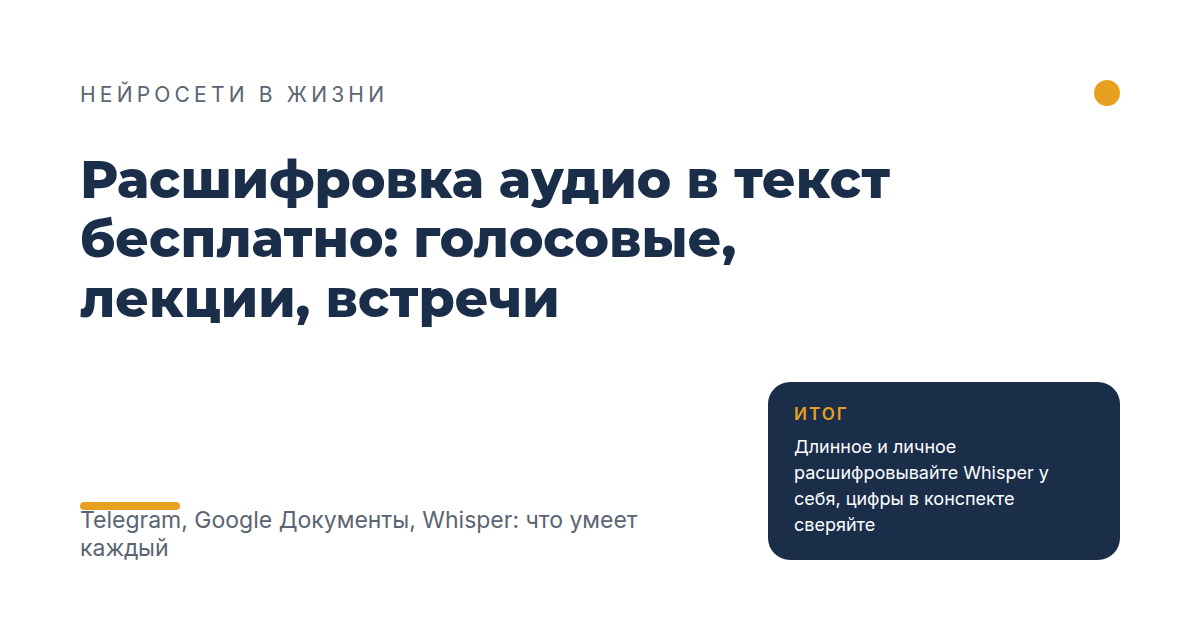 НЕЙРОСЕТИ В ЖИЗНИ
Расшифровка аудио в текст
бесплатно: голосовые,
лекции, встречи
ИТОГ
Длинное и личное
расшифровывайте Whisper у
себя, цифры в конспекте
сверяйте
Telegram, Google Документы, Whisper: что умеет
каждый